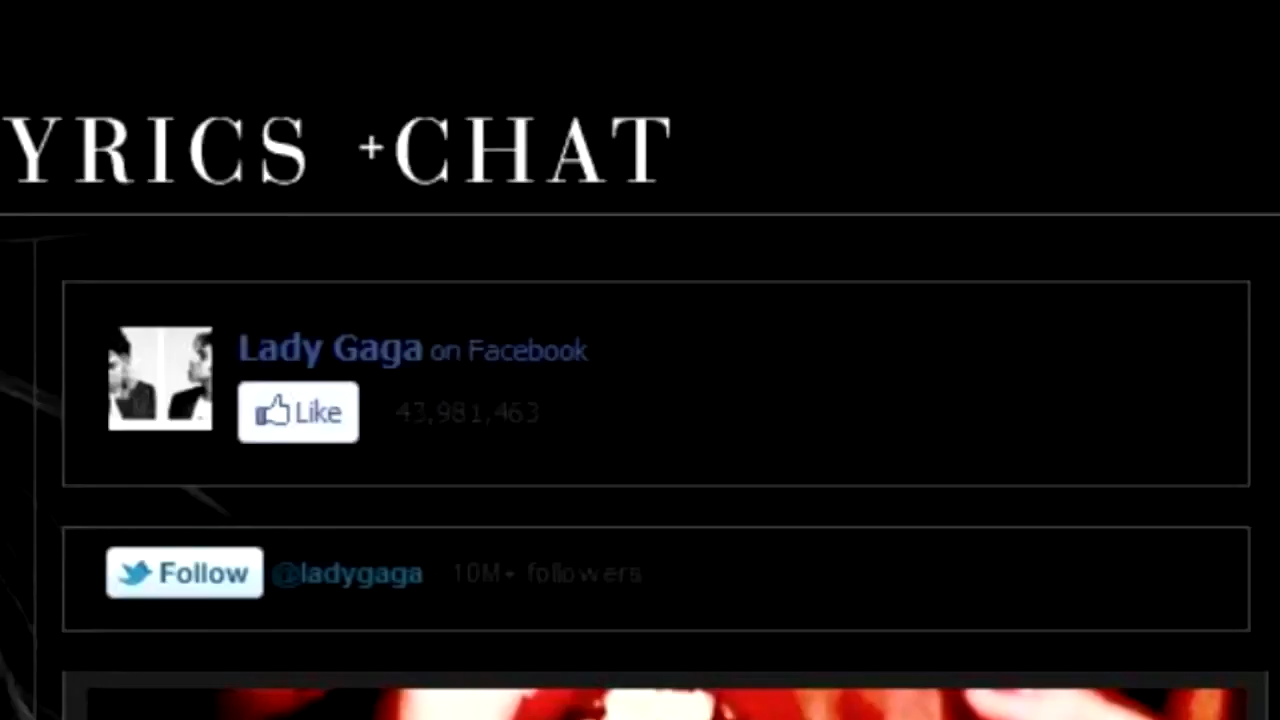 YRICS +CHAT
Lady Gaga on Facebook
Like 43,981,463
Follow @ladygaga 10M+ followers